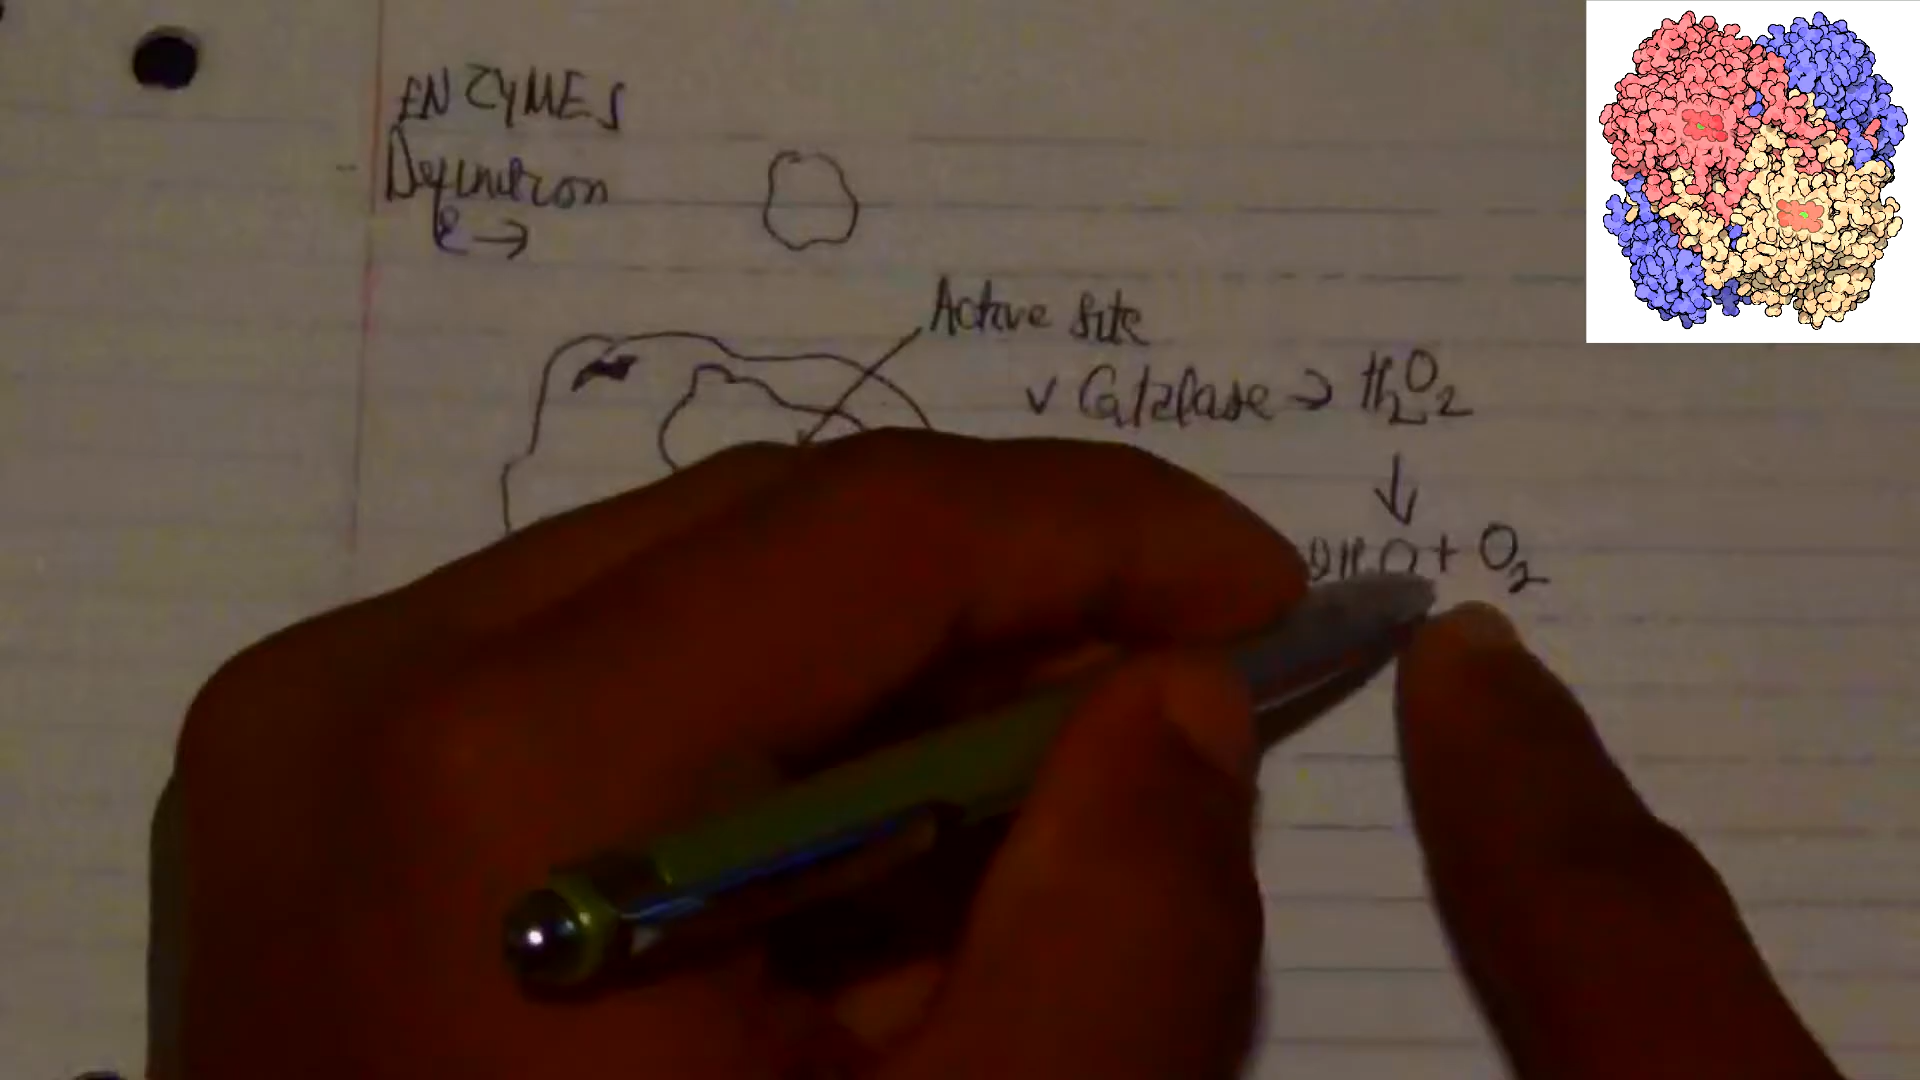 ENZYMES
Definition
e →
Active Site
v Catalase → H₂O₂
↓
O + O₂